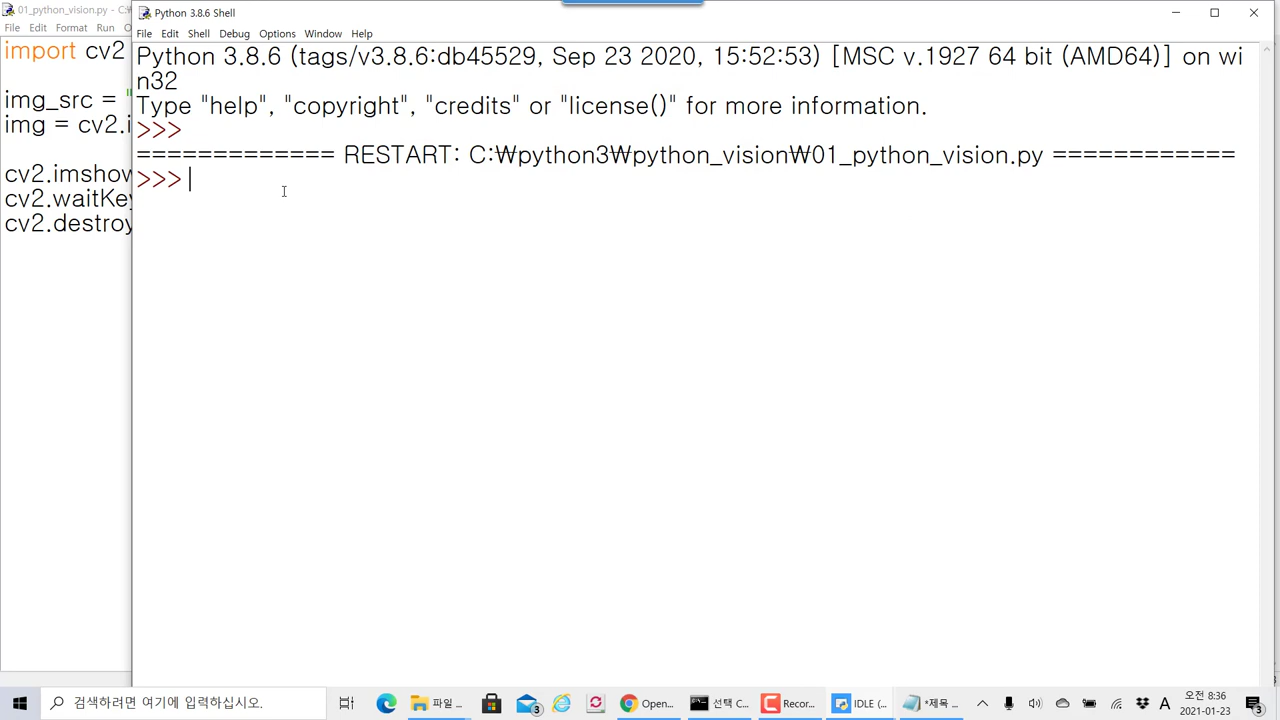 01_python_vision.py - C:₩
File Edit Format Run
import cv2
img_src = "
img = cv2.i
cv2.imshow
cv2.waitKey
cv2.destroy
Python 3.8.6 Shell
File Edit Shell Debug Options Window Help
Python 3.8.6 (tags/v3.8.6:db45529, Sep 23 2020, 15:52:53) [MSC v.1927 64 bit (AMD64)] on wi
n32
Type "help", "copyright", "credits" or "license()" for more information.
>>>
============= RESTART: C:₩python3₩python_vision₩01_python_vision.py ============
>>>
검색하려면 여기에 입력하십시오.
3
파일 ...
Open...
선택 C...
Recor...
IDLE (...
*제목 ...
A
오전 8:36
2021-01-23
3